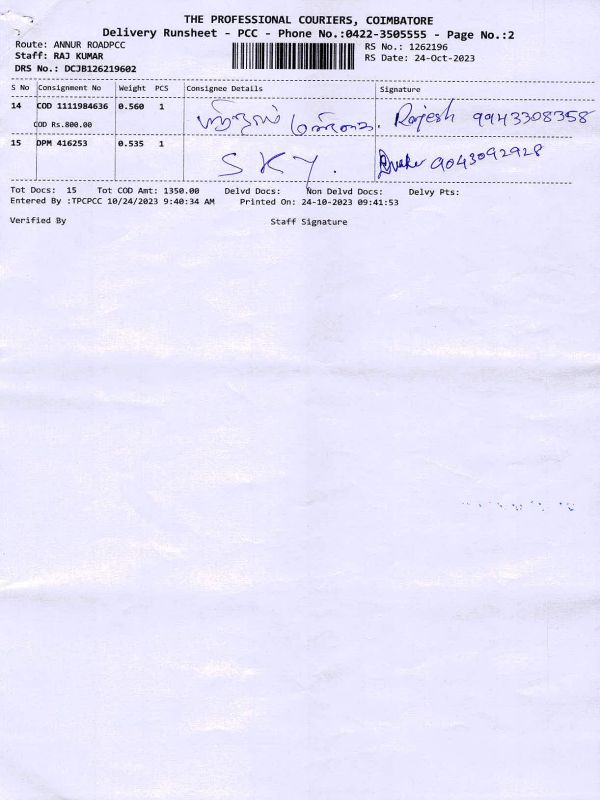 THE PROFESSIONAL COURIERS, COIMBATORE
Delivery Runsheet - PCC - Phone No.:0422-3505555 - Page No.:2
Route: ANNUR ROADPCC RS No.: 1262196
Staff: RAJ KUMAR RS Date: 24-Oct-2023
DRS No.: DCJB126219602
S No Consignment No Weight PCS Consignee Details Signature
14 COD 1111984636 0.560 1 Rajesh 9943308358
COD Rs.800.00
15 DPM 416253 0.535 1 SKY. 9043092928
Tot Docs: 15 Tot COD Amt: 1350.00 Delvd Docs: Non Delvd Docs: Delvy Pts:
Entered By :TPCPCC 10/24/2023 9:40:34 AM Printed On: 24-10-2023 09:41:53
Verified By Staff Signature